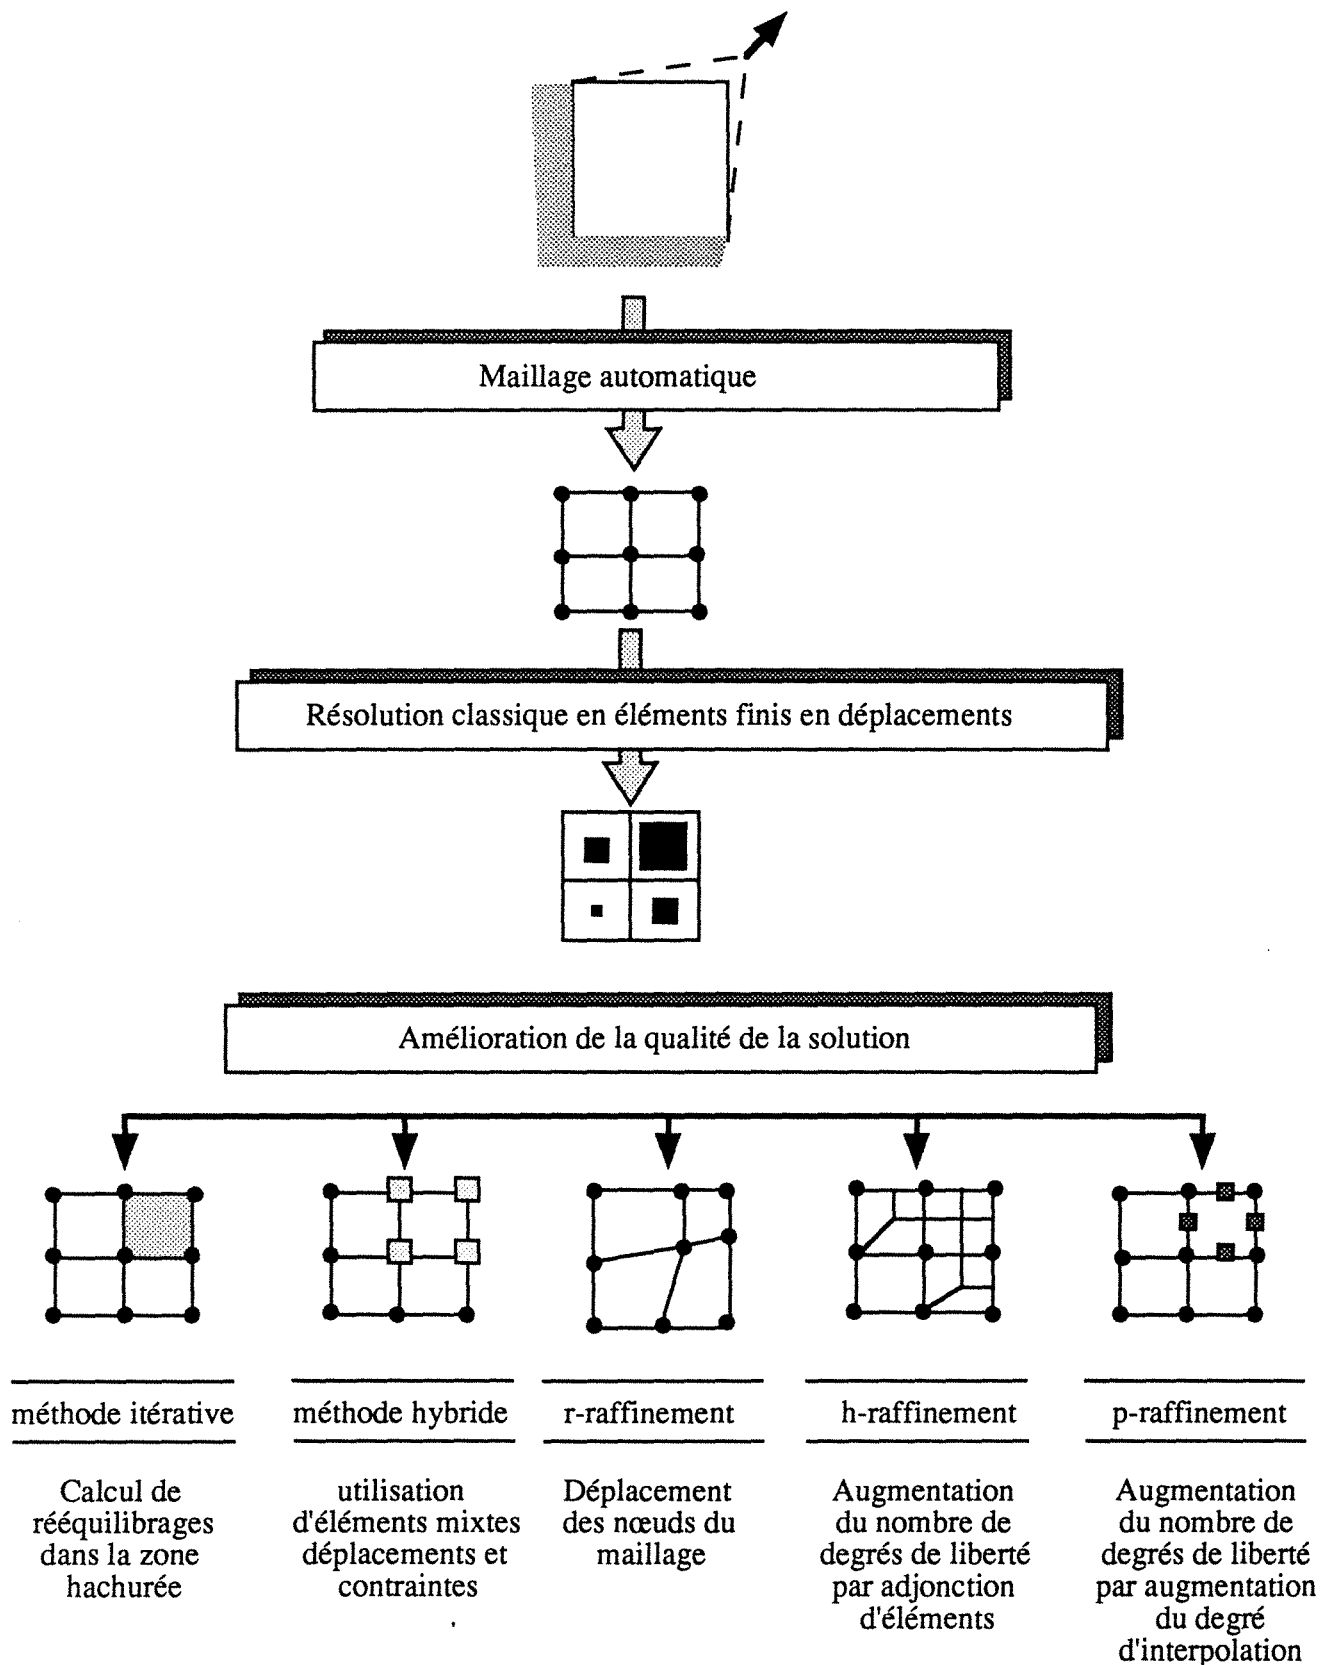 Maillage automatique
Résolution classique en éléments finis en déplacements
Amélioration de la qualité de la solution
méthode itérative
Calcul de
rééquilibrages
dans la zone
hachurée
méthode hybride
utilisation
d'éléments mixtes
déplacements et
contraintes
r-raffinement
Déplacement
des nœuds du
maillage
h-raffinement
Augmentation
du nombre de
degrés de liberté
par adjonction
d'éléments
p-raffinement
Augmentation
du nombre de
degrés de liberté
par augmentation
du degré
d'interpolation